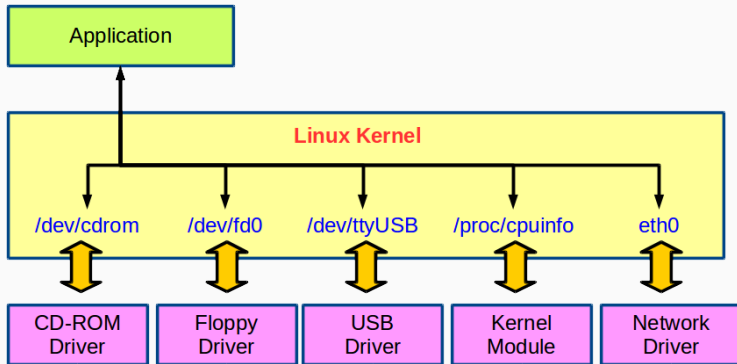 Application
Linux Kernel
/dev/cdrom /dev/fd0 /dev/ttyUSB /proc/cpuinfo eth0
CD-ROM Floppy USB Kernel Network
Driver Driver Driver Module Driver